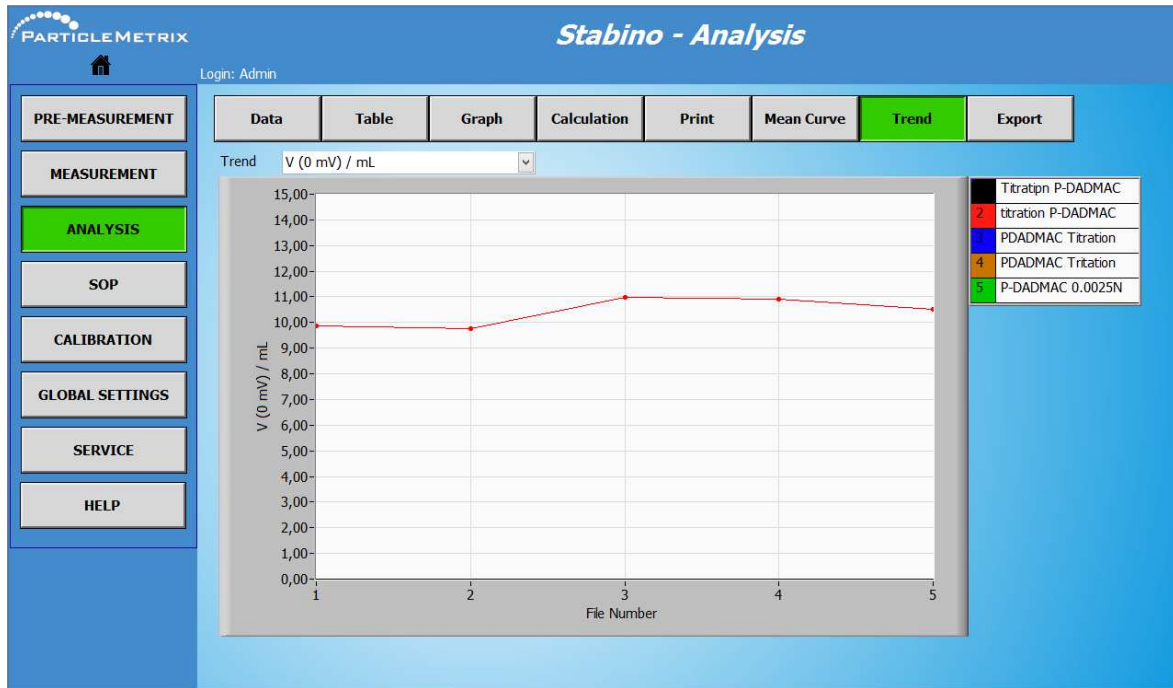 PARTICLEMETRIX
Stabino - Analysis
Login: Admin
PRE-MEASUREMENT
MEASUREMENT
ANALYSIS
SOP
CALIBRATION
GLOBAL SETTINGS
SERVICE
HELP
Data Table Graph Calculation Print Mean Curve Trend Export
Trend V (0 mV) / mL
15,00
14,00
13,00
12,00
11,00
10,00
9,00
8,00
7,00
6,00
5,00
4,00
3,00
2,00
1,00
0,00
V (0 mV) / mL
1 2 3 4 5
File Number
Titratipn P-DADMAC
2 titration P-DADMAC
3 PDADMAC Titration
4 PDADMAC Tritation
5 P-DADMAC 0.0025N